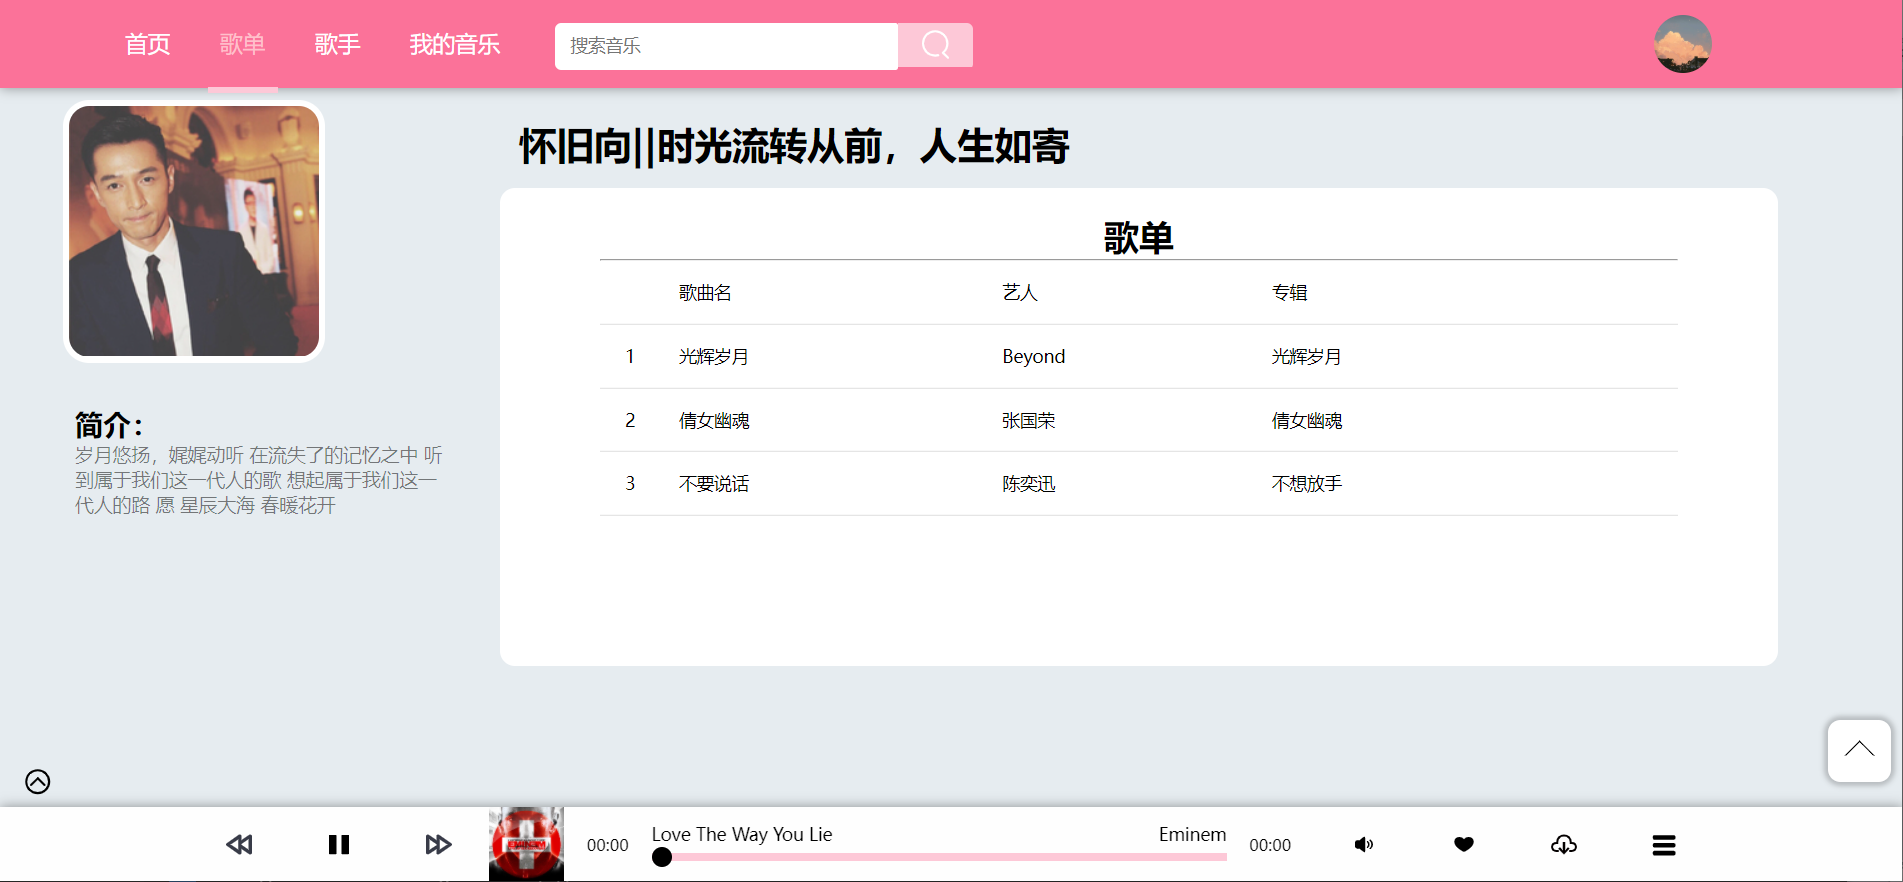 首页 歌单 歌手 我的音乐 搜索音乐
怀旧向||时光流转从前，人生如寄
简介：
岁月悠扬，娓娓动听 在流失了的记忆之中 听
到属于我们这一代人的歌 想起属于我们这一
代人的路 愿 星辰大海 春暖花开
歌单
歌曲名 艺人 专辑
1 光辉岁月 Beyond 光辉岁月
2 倩女幽魂 张国荣 倩女幽魂
3 不要说话 陈奕迅 不想放手
EMINEM
00:00 Love The Way You Lie Eminem 00:00